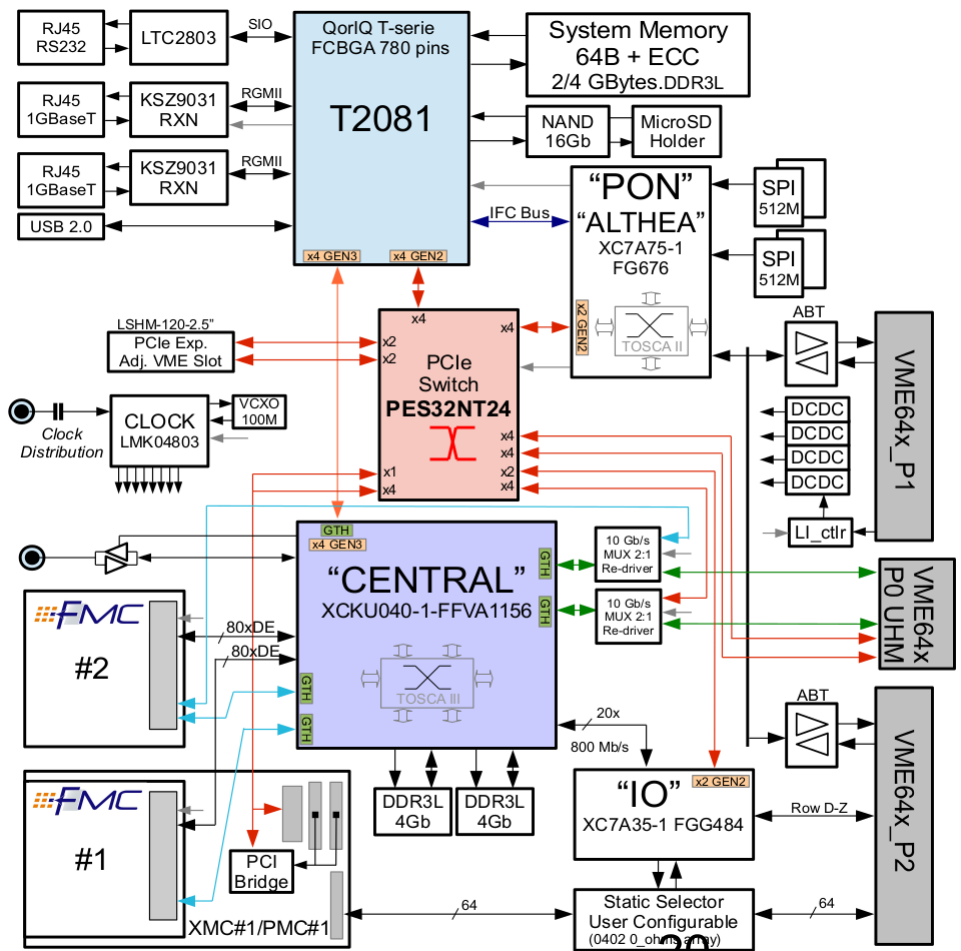 RJ45
RS232
LTC2803
SIO
QorIQ T-serie
FCBGA 780 pins
T2081
System Memory
64B + ECC
2/4 GBytes.DDR3L
RJ45
1GBaseT
KSZ9031
RXN
RGMII
NAND
16Gb
MicroSD
Holder
RJ45
1GBaseT
KSZ9031
RXN
RGMII
USB 2.0
IFC Bus
"PON"
"ALTHEA"
XC7A75-1
FG676
SPI
512M
SPI
512M
x4 GEN3
x4 GEN2
x2 GEN2
TOSCA II
LSHM-120-2.5"
PCIe Exp.
Adj. VME Slot
x4
x2
x2
x4
PCIe
Switch
PES32NT24
x4
x4
x2
x4
x1
x4
ABT
VME64x_P1
DCDC
DCDC
DCDC
DCDC
LI_ctlr
Clock
Distribution
CLOCK
LMK04803
VCXO
100M
GTH
x4 GEN3
"CENTRAL"
XCKU040-1-FFVA1156
TOSCA III
GTH
GTH
GTH
GTH
10 Gb/s
MUX 2:1
Re-driver
10 Gb/s
MUX 2:1
Re-driver
VME64x
P0 UHM
FMC
#2
80xDE
80xDE
20x
800 Mb/s
ABT
VME64x_P2
DDR3L
4Gb
DDR3L
4Gb
x2 GEN2
"IO"
XC7A35-1 FGG484
Row D-Z
FMC
#1
PCI
Bridge
XMC#1/PMC#1
64
Static Selector
User Configurable
(0402 0_ohms array)
64